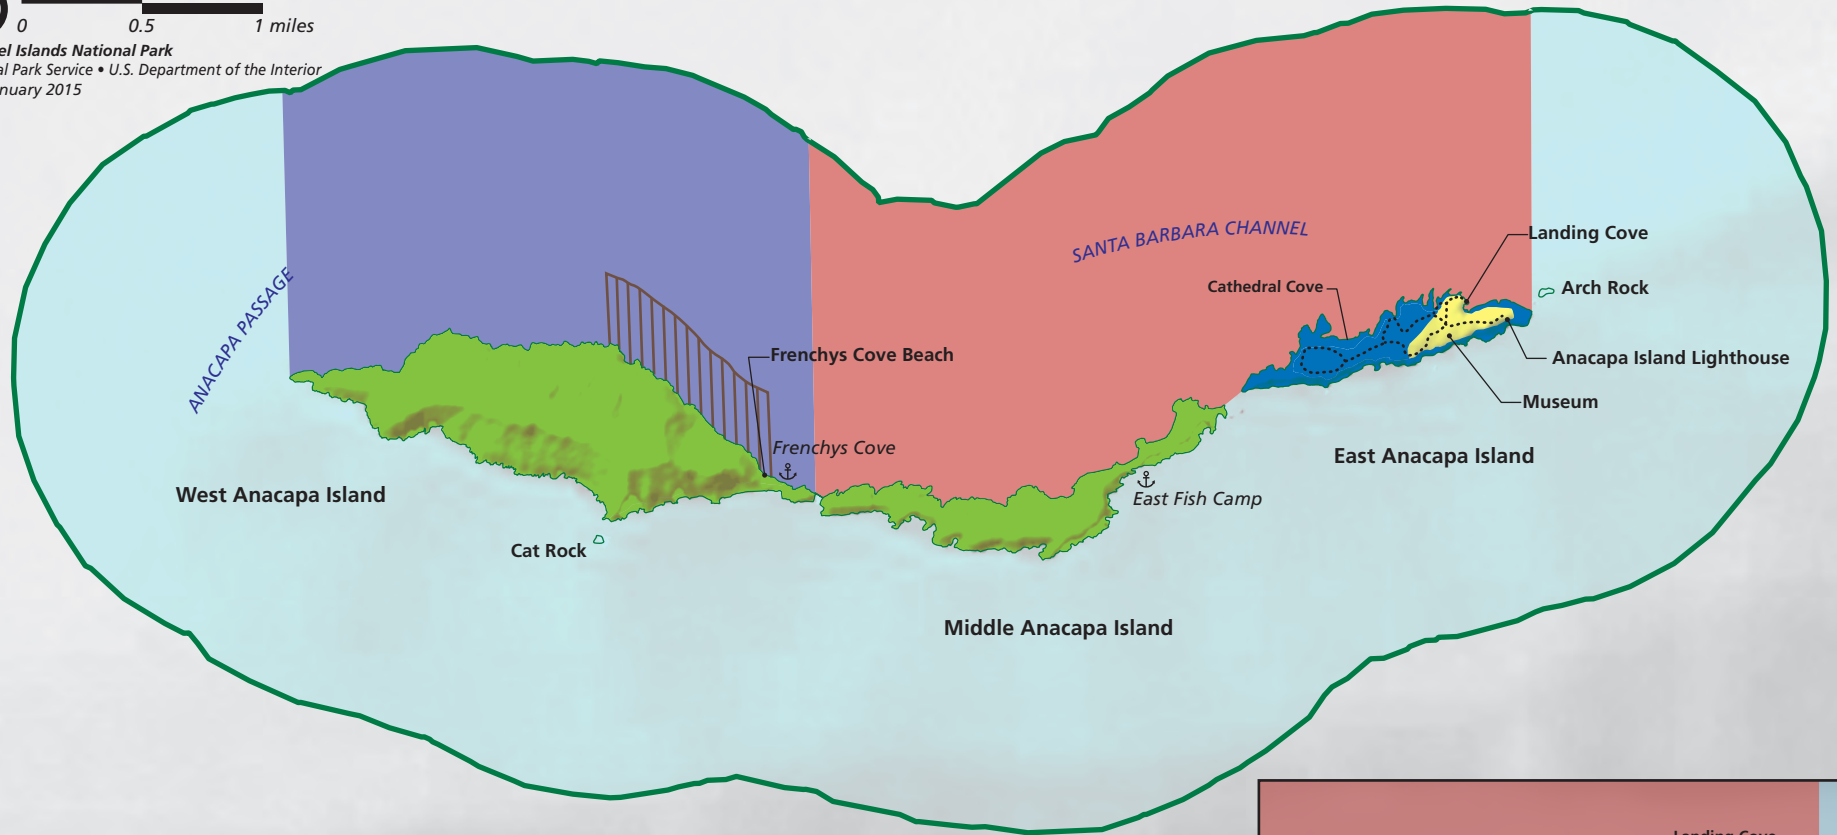 0 0.5 1 miles
el Islands National Park
al Park Service • U.S. Department of the Interior
nuary 2015
SANTA BARBARA CHANNEL
Landing Cove
ANACAPA PASSAGE
Cathedral Cove
Arch Rock
Frenchys Cove Beach
Anacapa Island Lighthouse
Museum
Frenchys Cove
East Anacapa Island
West Anacapa Island
East Fish Camp
Cat Rock
Middle Anacapa Island
Landing Cove